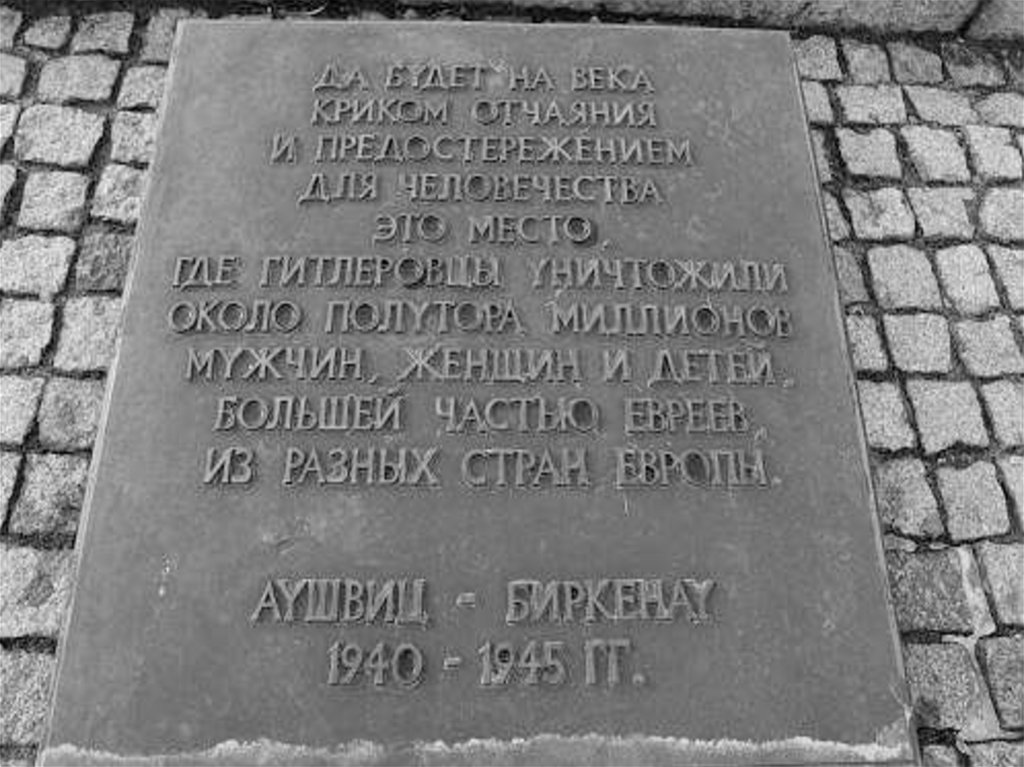 ДА БУДЕТ НА ВЕКА
КРИКОМ ОТЧАЯНИЯ
И ПРЕДОСТЕРЕЖЕНИЕМ
ДЛЯ ЧЕЛОВЕЧЕСТВА
ЭТО МЕСТО,
ГДЕ ГИТЛЕРОВЦЫ УНИЧТОЖИЛИ
ОКОЛО ПОЛУТОРА МИЛЛИОНОВ
МУЖЧИН, ЖЕНЩИН И ДЕТЕЙ,
БОЛЬШЕЙ ЧАСТЬЮ ЕВРЕЕВ,
ИЗ РАЗНЫХ СТРАН ЕВРОПЫ.
АУШВИЦ - БИРКЕНАУ
1940 - 1945 ГГ.